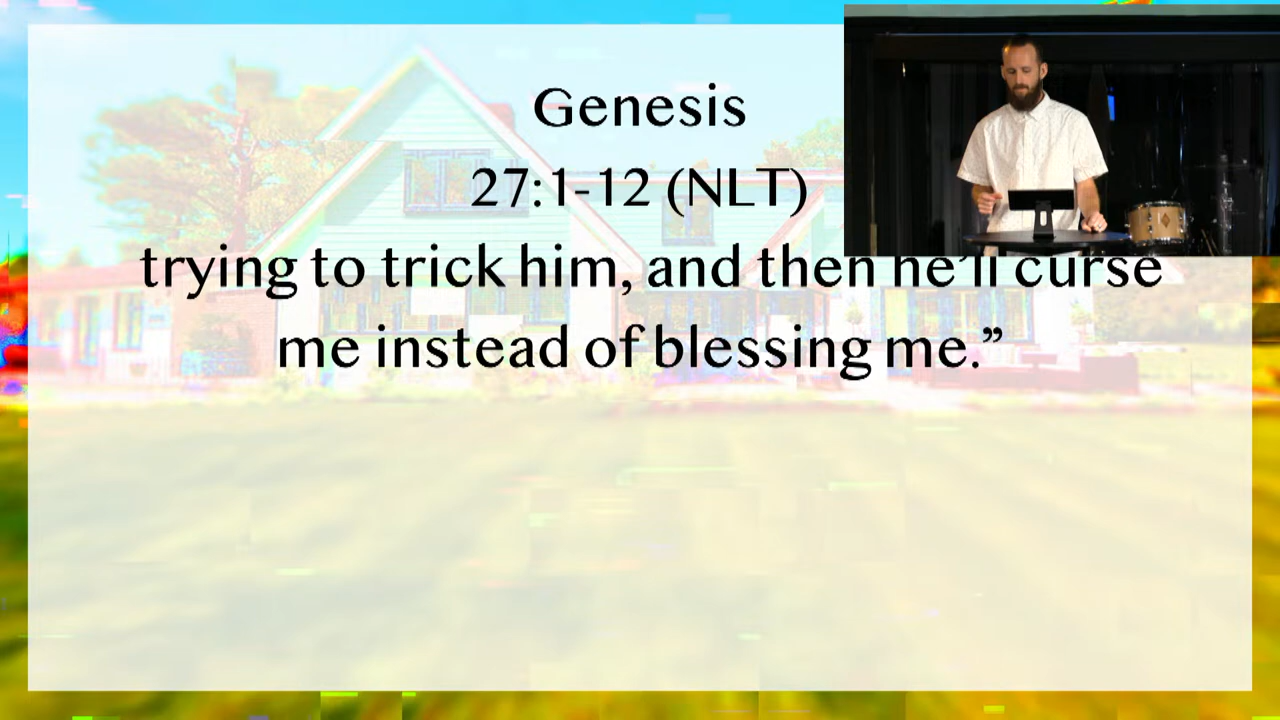 Genesis
27:1-12 (NLT)
trying to trick him, and then he'll curse
me instead of blessing me.”